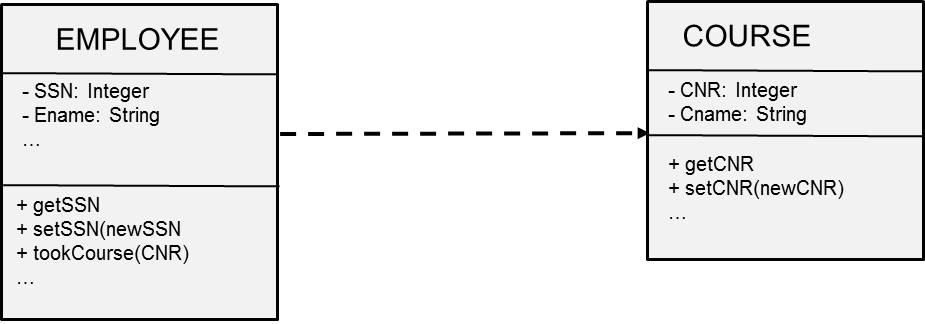 EMPLOYEE
- SSN: Integer
- Ename: String
...
+ getSSN
+ setSSN(newSSN
+ tookCourse(CNR)
...
COURSE
- CNR: Integer
- Cname: String
+ getCNR
+ setCNR(newCNR)
...